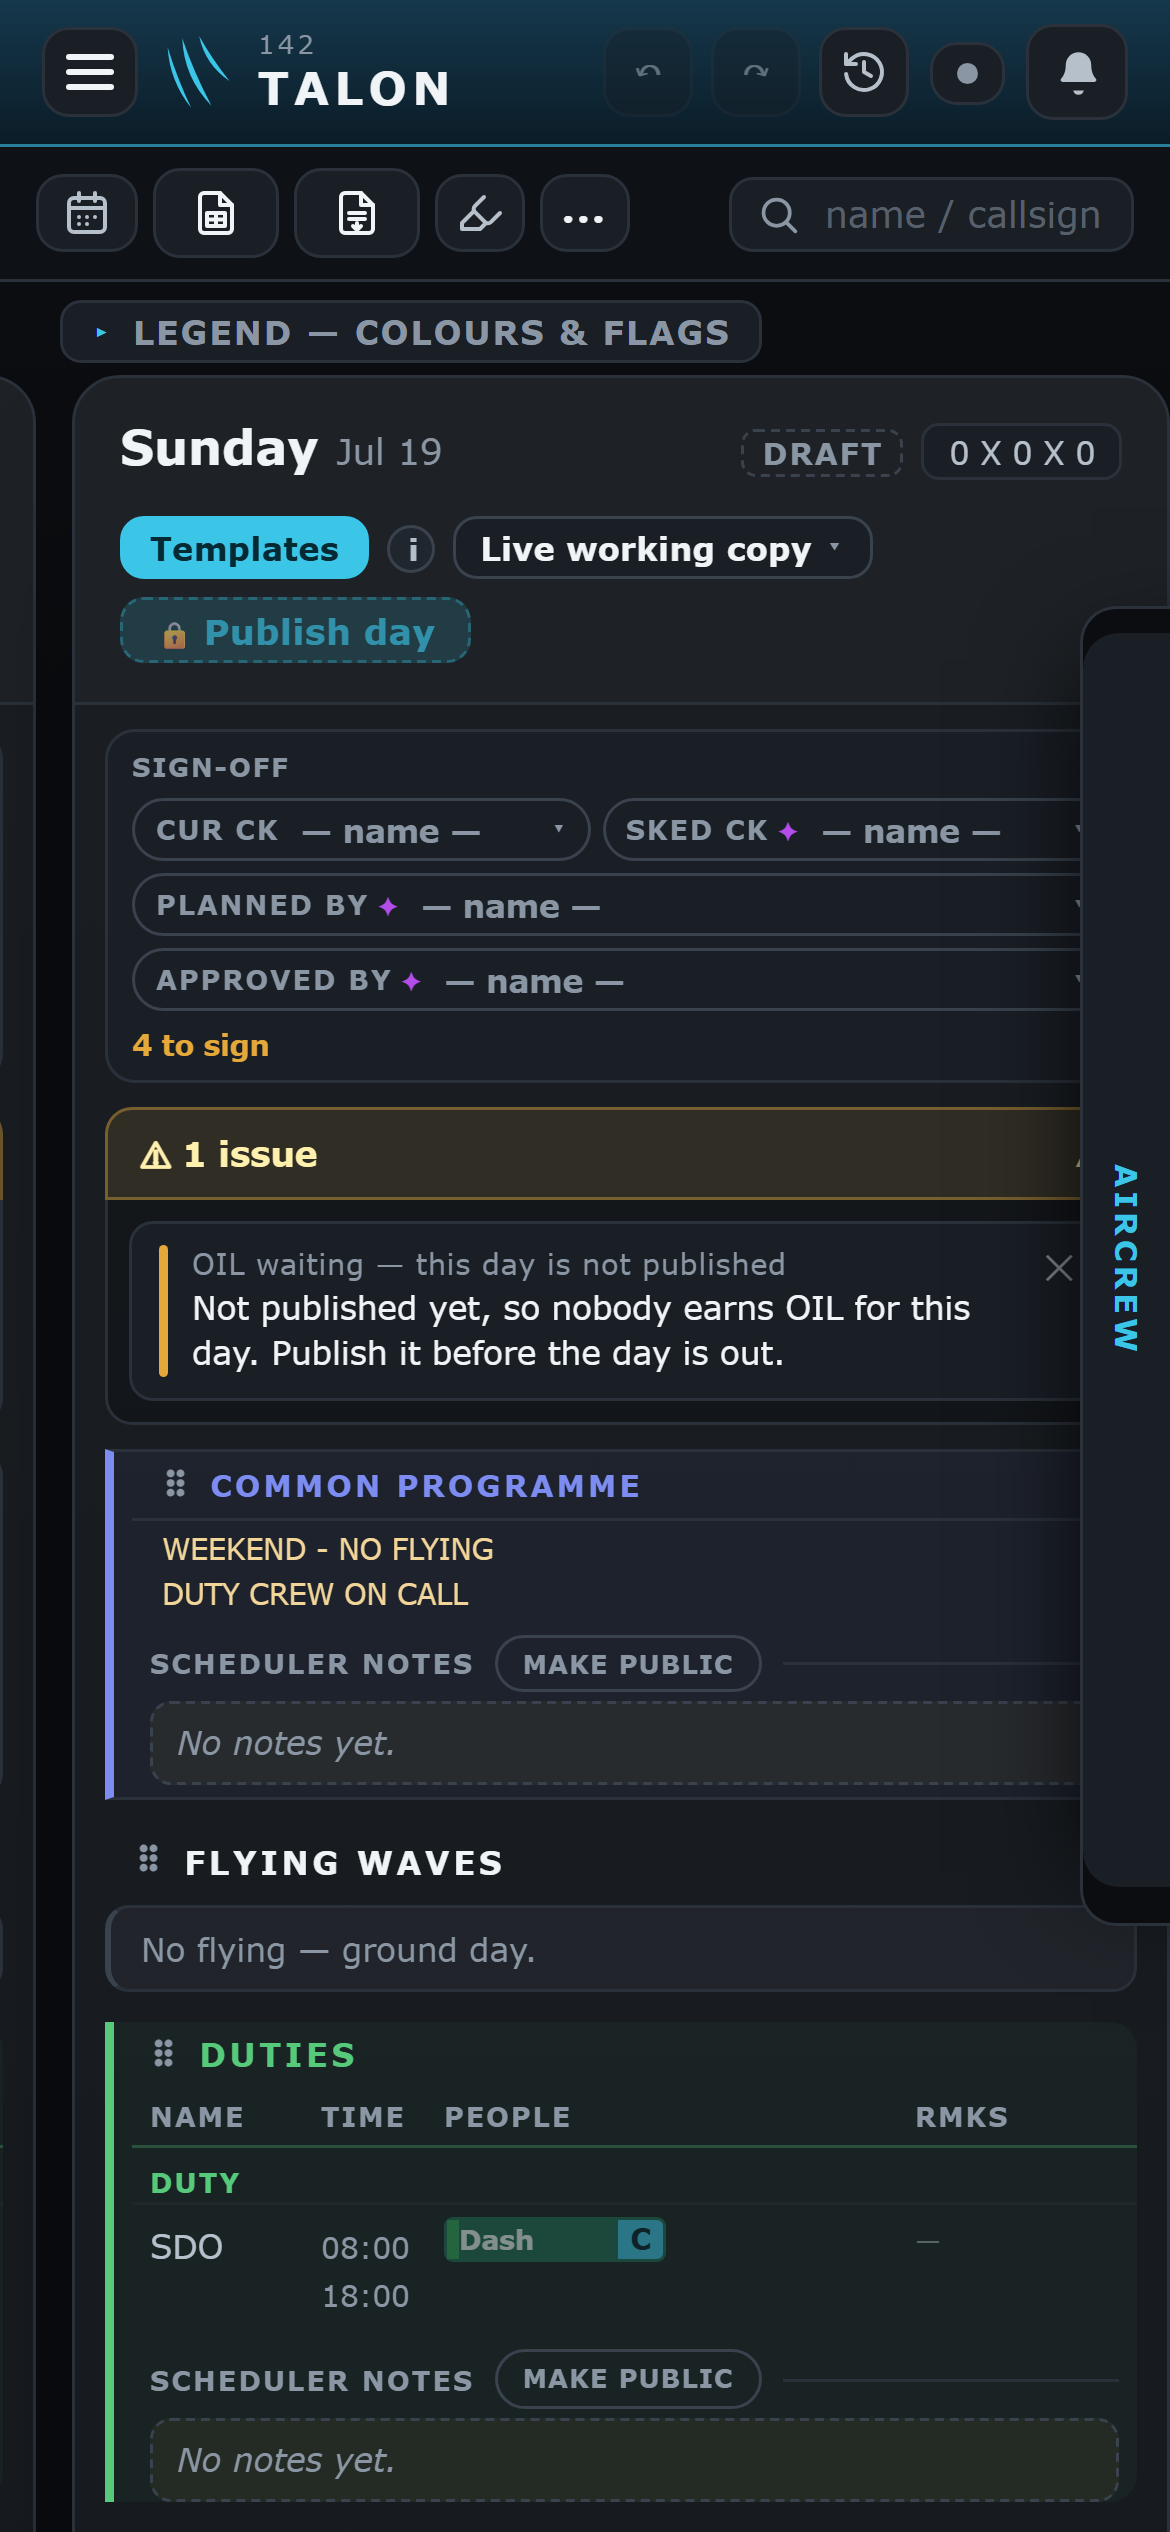 142
TALON
name / callsign
LEGEND — COLOURS & FLAGS
Sunday Jul 19
DRAFT
0 X 0 X 0
Templates
i
Live working copy
Publish day
SIGN-OFF
CUR CK — name —
SKED CK — name —
PLANNED BY — name —
APPROVED BY — name —
4 to sign
1 issue
OIL waiting — this day is not published
Not published yet, so nobody earns OIL for this
day. Publish it before the day is out.
AIRCREW
COMMON PROGRAMME
WEEKEND - NO FLYING
DUTY CREW ON CALL
SCHEDULER NOTES MAKE PUBLIC
No notes yet.
FLYING WAVES
No flying — ground day.
DUTIES
NAME TIME PEOPLE RMKS
DUTY
SDO 08:00 Dash C —
18:00
SCHEDULER NOTES MAKE PUBLIC
No notes yet.